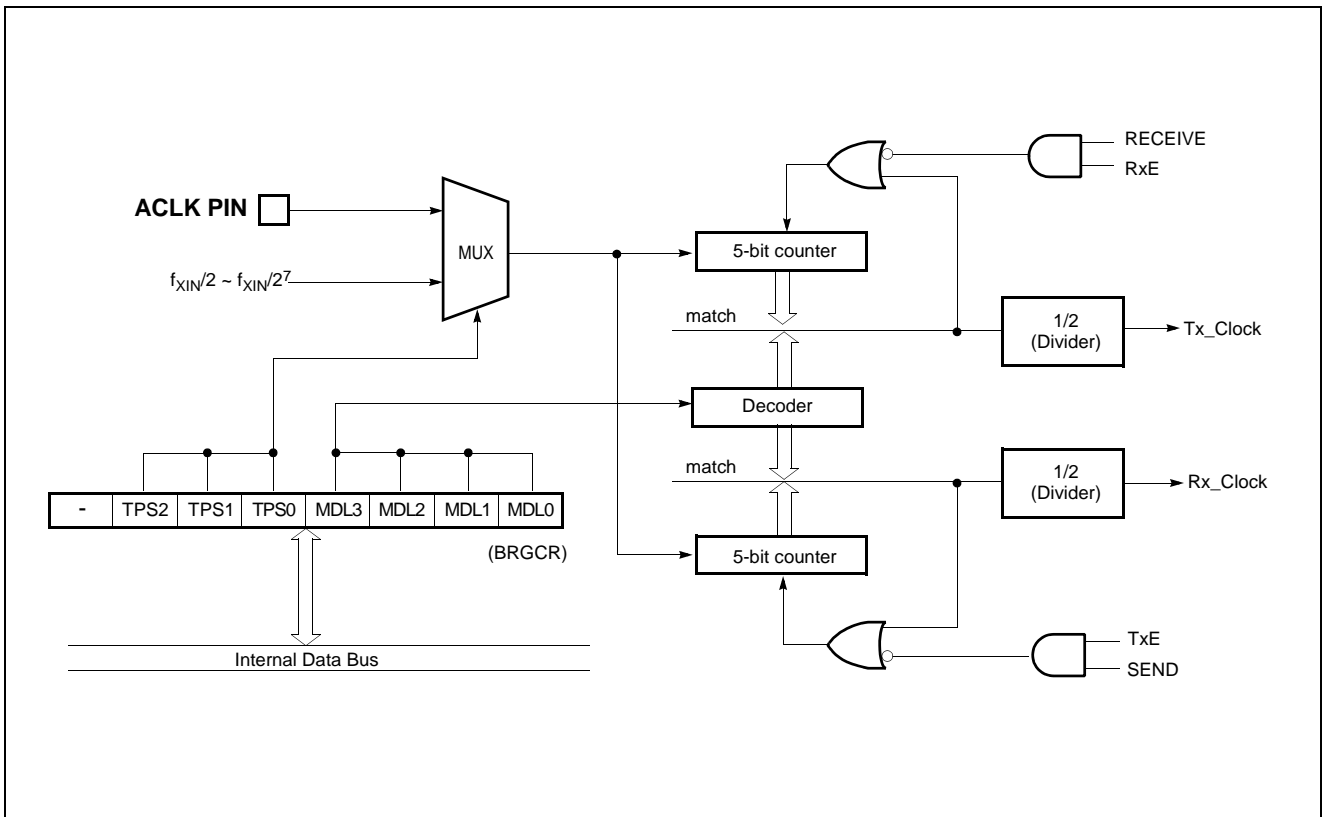 RECEIVE
RxE
ACLK PIN
MUX
5-bit counter
fXIN/2 ~ fXIN/2⁷
match
1/2
(Divider)
Tx_Clock
Decoder
match
1/2
(Divider)
Rx_Clock
- TPS2 TPS1 TPS0 MDL3 MDL2 MDL1 MDL0
(BRGCR)
5-bit counter
TxE
SEND
Internal Data Bus